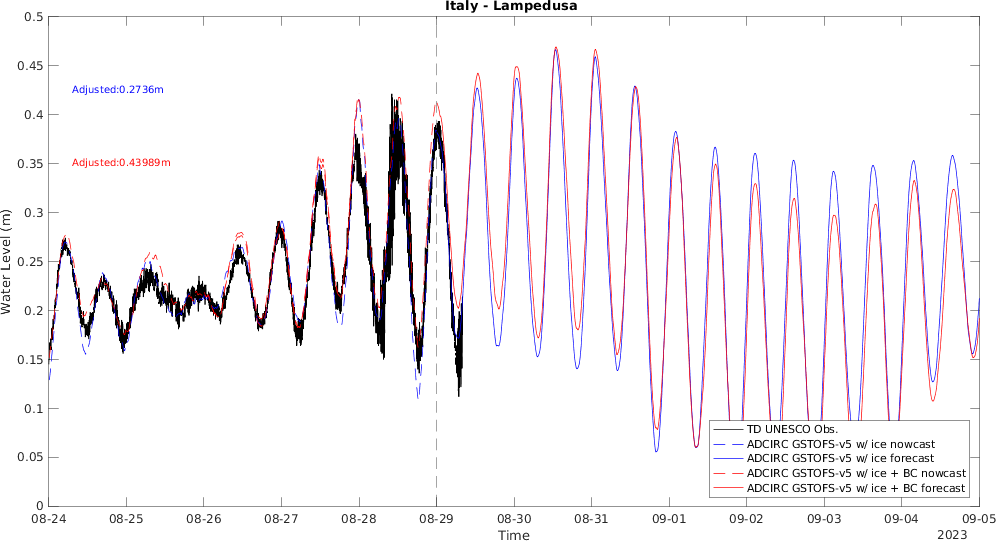 Italy - Lampedusa
0.5
0.45
0.4
0.35
0.3
0.25
0.2
0.15
0.1
0.05
0
Water Level (m)
Adjusted:0.2736m
Adjusted:0.43989m
TD UNESCO Obs.
ADCIRC GSTOFS-v5 w/ ice nowcast
ADCIRC GSTOFS-v5 w/ ice forecast
ADCIRC GSTOFS-v5 w/ ice + BC nowcast
ADCIRC GSTOFS-v5 w/ ice + BC forecast
08-24 08-25 08-26 08-27 08-28 08-29 08-30 08-31 09-01 09-02 09-03 09-04 09-05
Time
2023